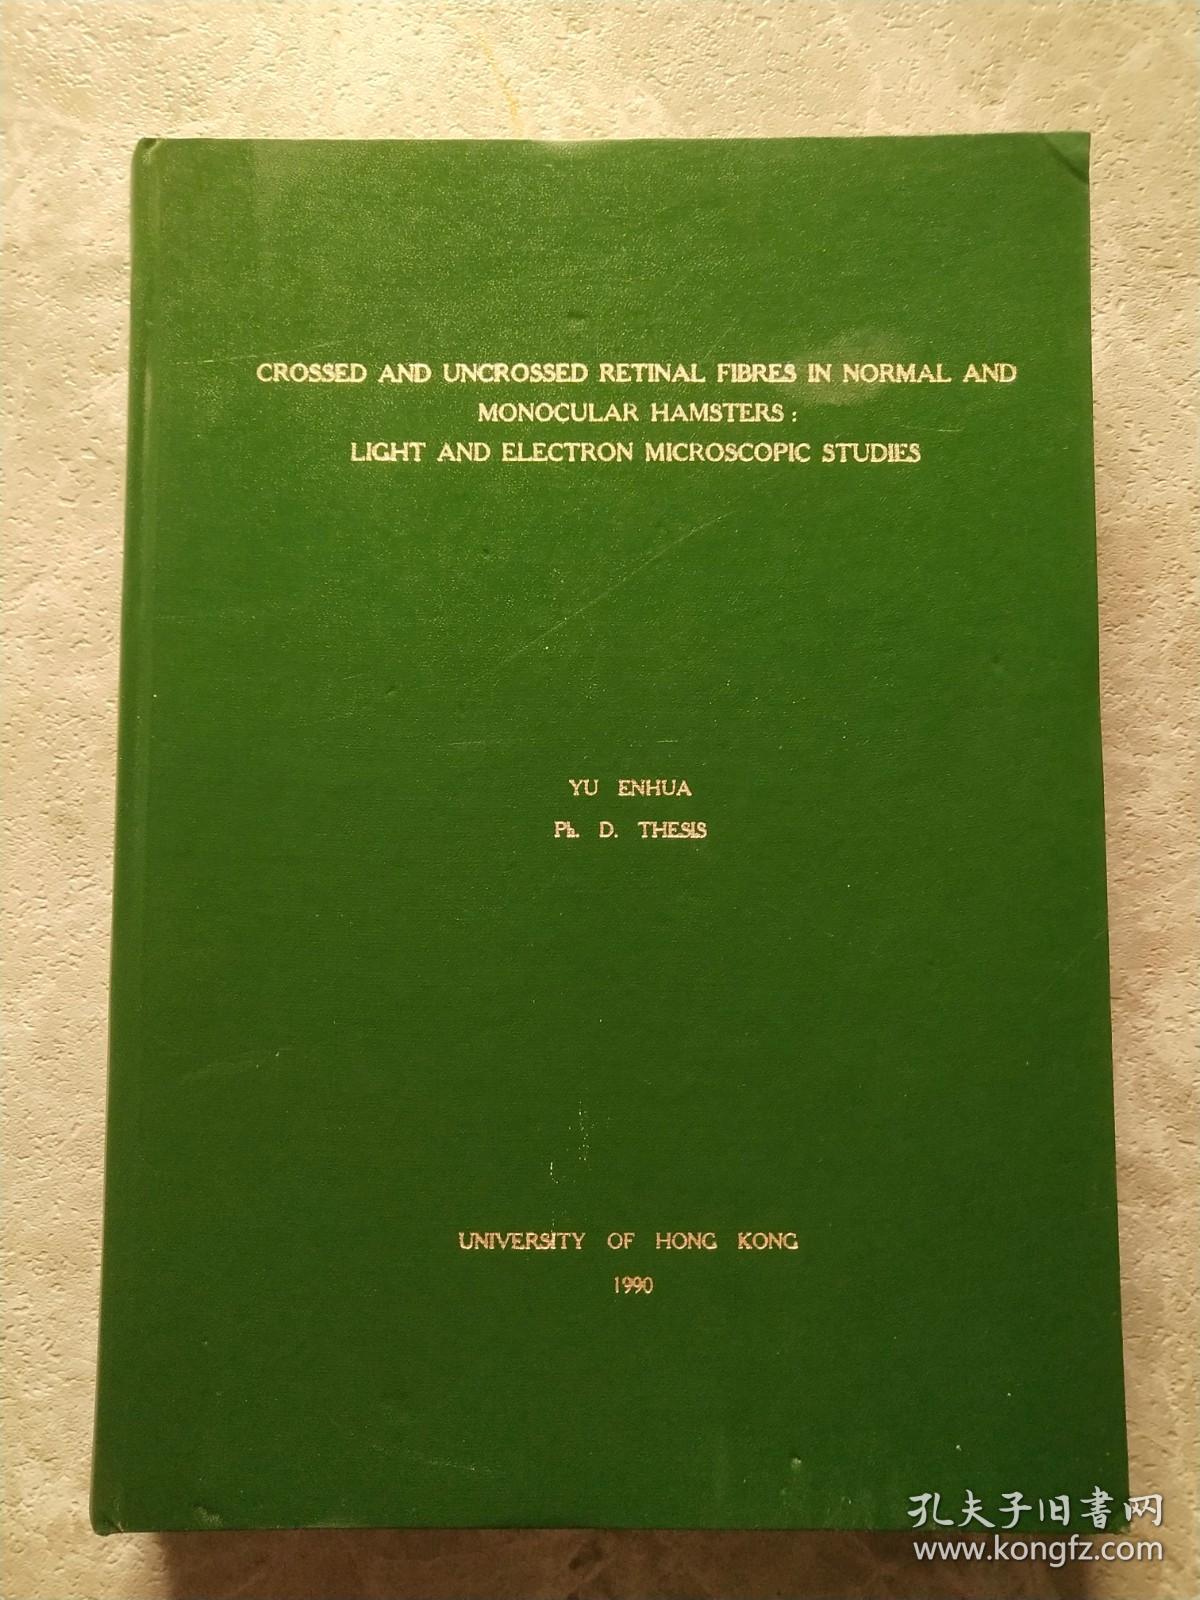 CROSSED AND UNCROSSED RETINAL FIBRES IN NORMAL AND
MONOCULAR HAMSTERS :
LIGHT AND ELECTRON MICROSCOPIC STUDIES
YU ENHUA
Ph. D. THESIS
UNIVERSITY OF HONG KONG
1990
孔夫子旧書网
www.kongfz.com